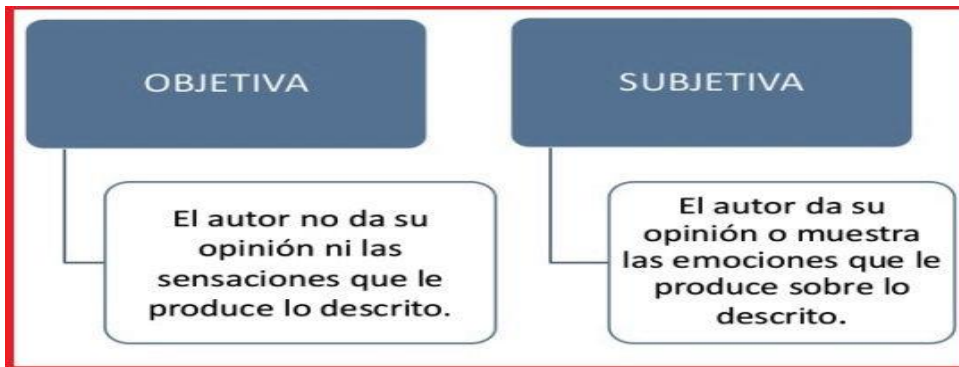 OBJETIVA
El autor no da su
opinión ni las
sensaciones que le
produce lo descrito.
SUBJETIVA
El autor da su
opinión o muestra
las emociones que le
produce sobre lo
descrito.